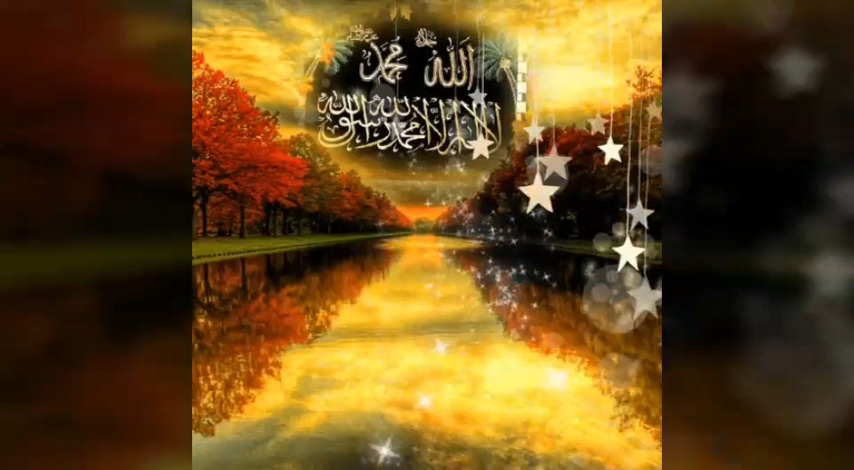 الله محمد
لا إله إلا الله محمد رسول الله